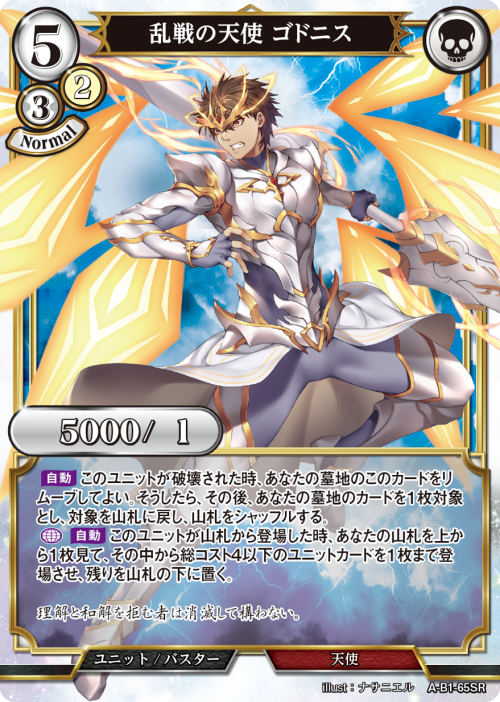 5
乱戦の天使 ゴドニス
3
2
Normal
5000/ 1
自動 このユニットが破壊された時、あなたの墓地のこのカードをリ
ムーブしてよい。そうしたら、その後、あなたの墓地のカードを1枚対象
とし、対象を山札に戻し、山札をシャッフルする。
自動 このユニットが山札から登場した時、あなたの山札を上か
ら1枚見て、その中から総コスト4以下のユニットカードを1枚まで登
場させ、残りを山札の下に置く。
理解と和解を拒む者は消滅して構わない。
ユニット/バスター
天使
illust:ナサニエル A-B1-65SR